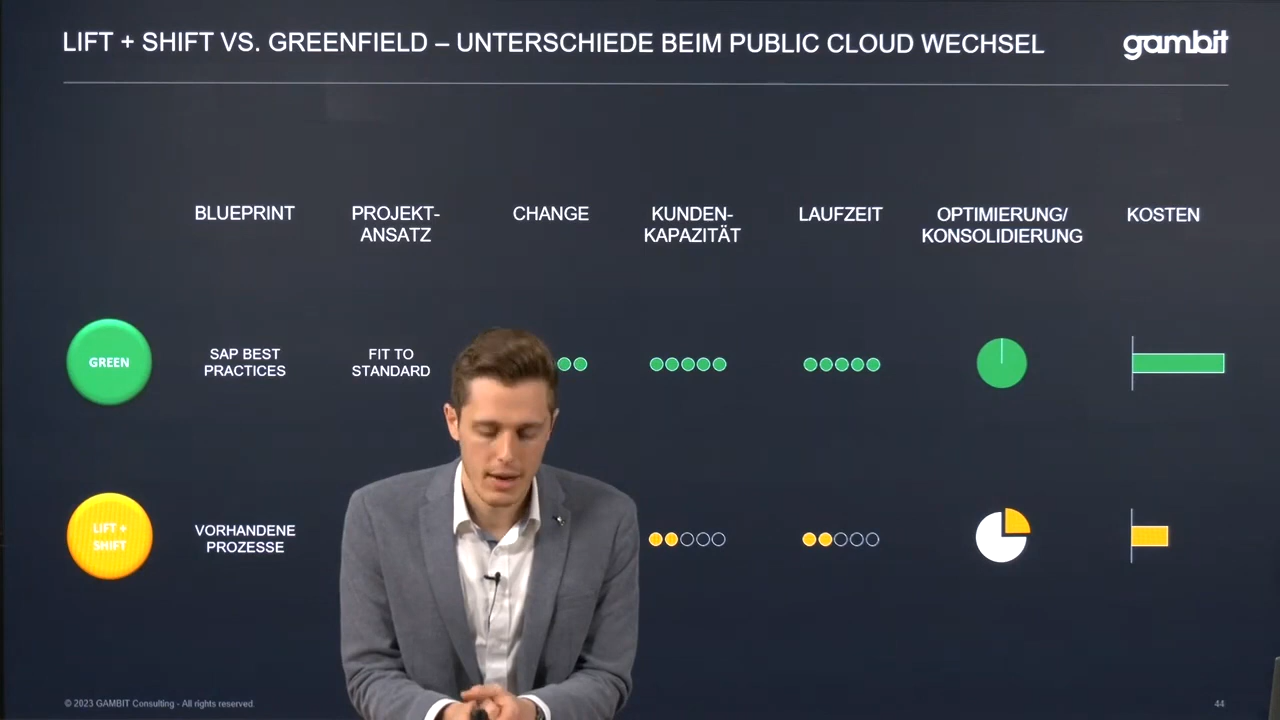 LIFT + SHIFT VS. GREENFIELD – UNTERSCHIEDE BEIM PUBLIC CLOUD WECHSEL
gambit
BLUEPRINT
PROJEKT-
ANSATZ
CHANGE
KUNDEN-
KAPAZITÄT
LAUFZEIT
OPTIMIERUNG/
KONSOLIDIERUNG
KOSTEN
GREEN
SAP BEST
PRACTICES
FIT TO
STANDARD
LIFT +
SHIFT
VORHANDENE
PROZESSE
© 2023 GAMBIT Consulting - All rights reserved.
44